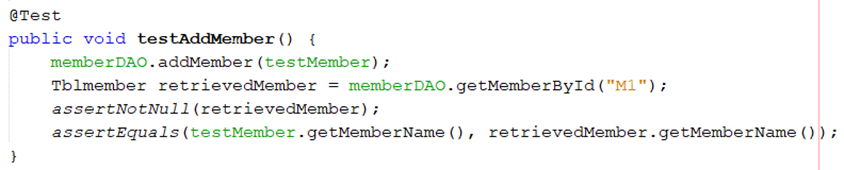 @Test
public void testAddMember() {
    memberDAO.addMember(testMember);
    Tblmember retrievedMember = memberDAO.getMemberById("M1");
    assertNotNull(retrievedMember);
    assertEquals(testMember.getMemberName(), retrievedMember.getMemberName());
}